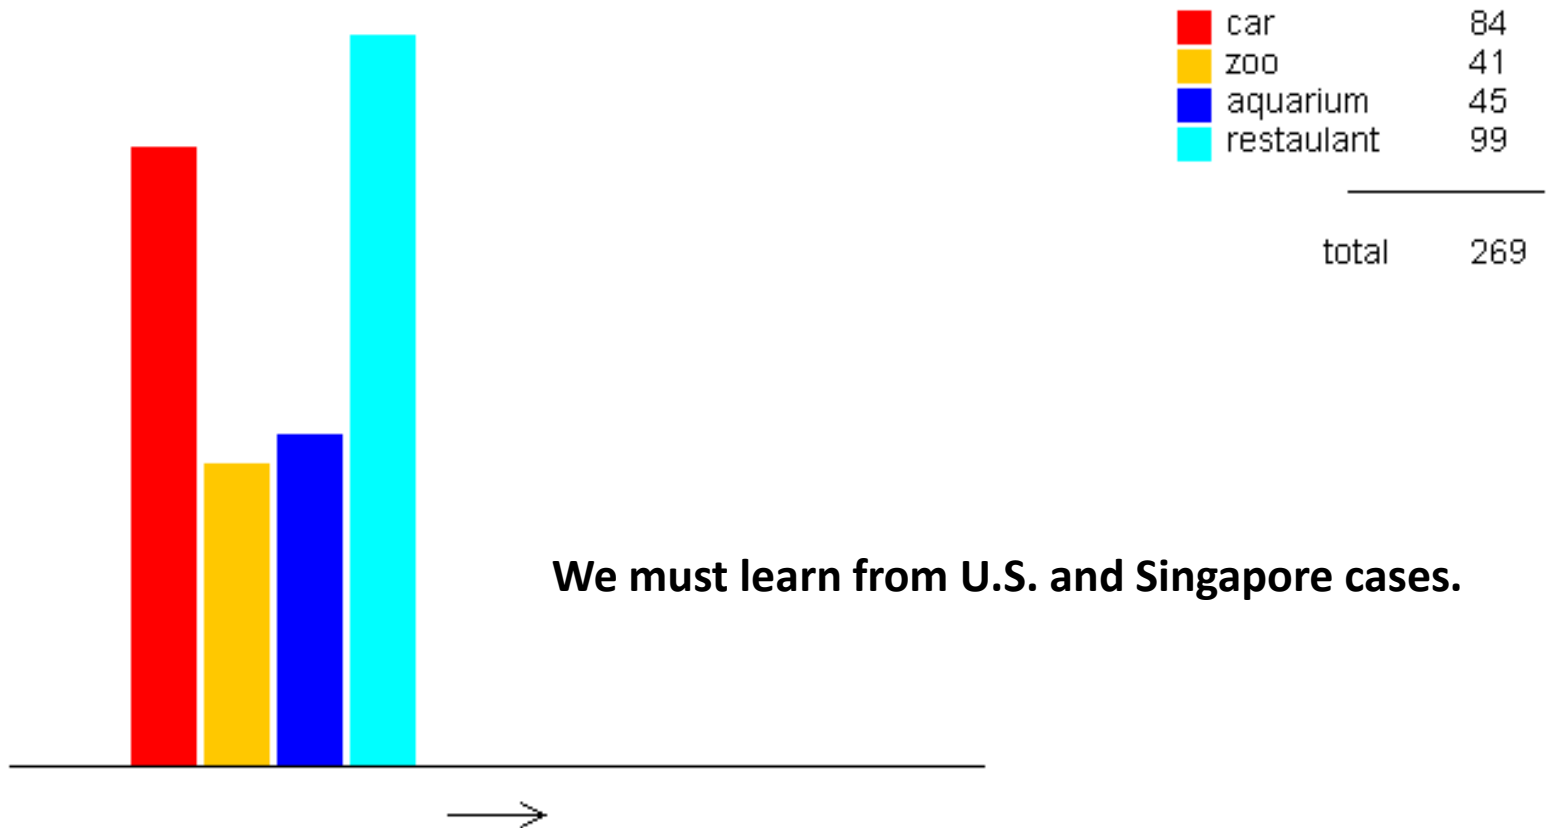 car 84
zoo 41
aquarium 45
restaulant 99
total 269
We must learn from U.S. and Singapore cases.